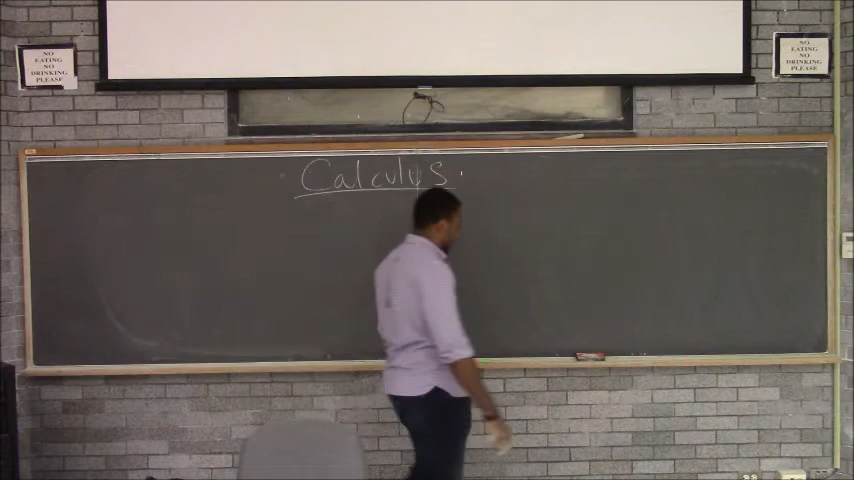 NO
EATING
NO
DRINKING
PLEASE
NO
EATING
NO
DRINKING
PLEASE
Calculus